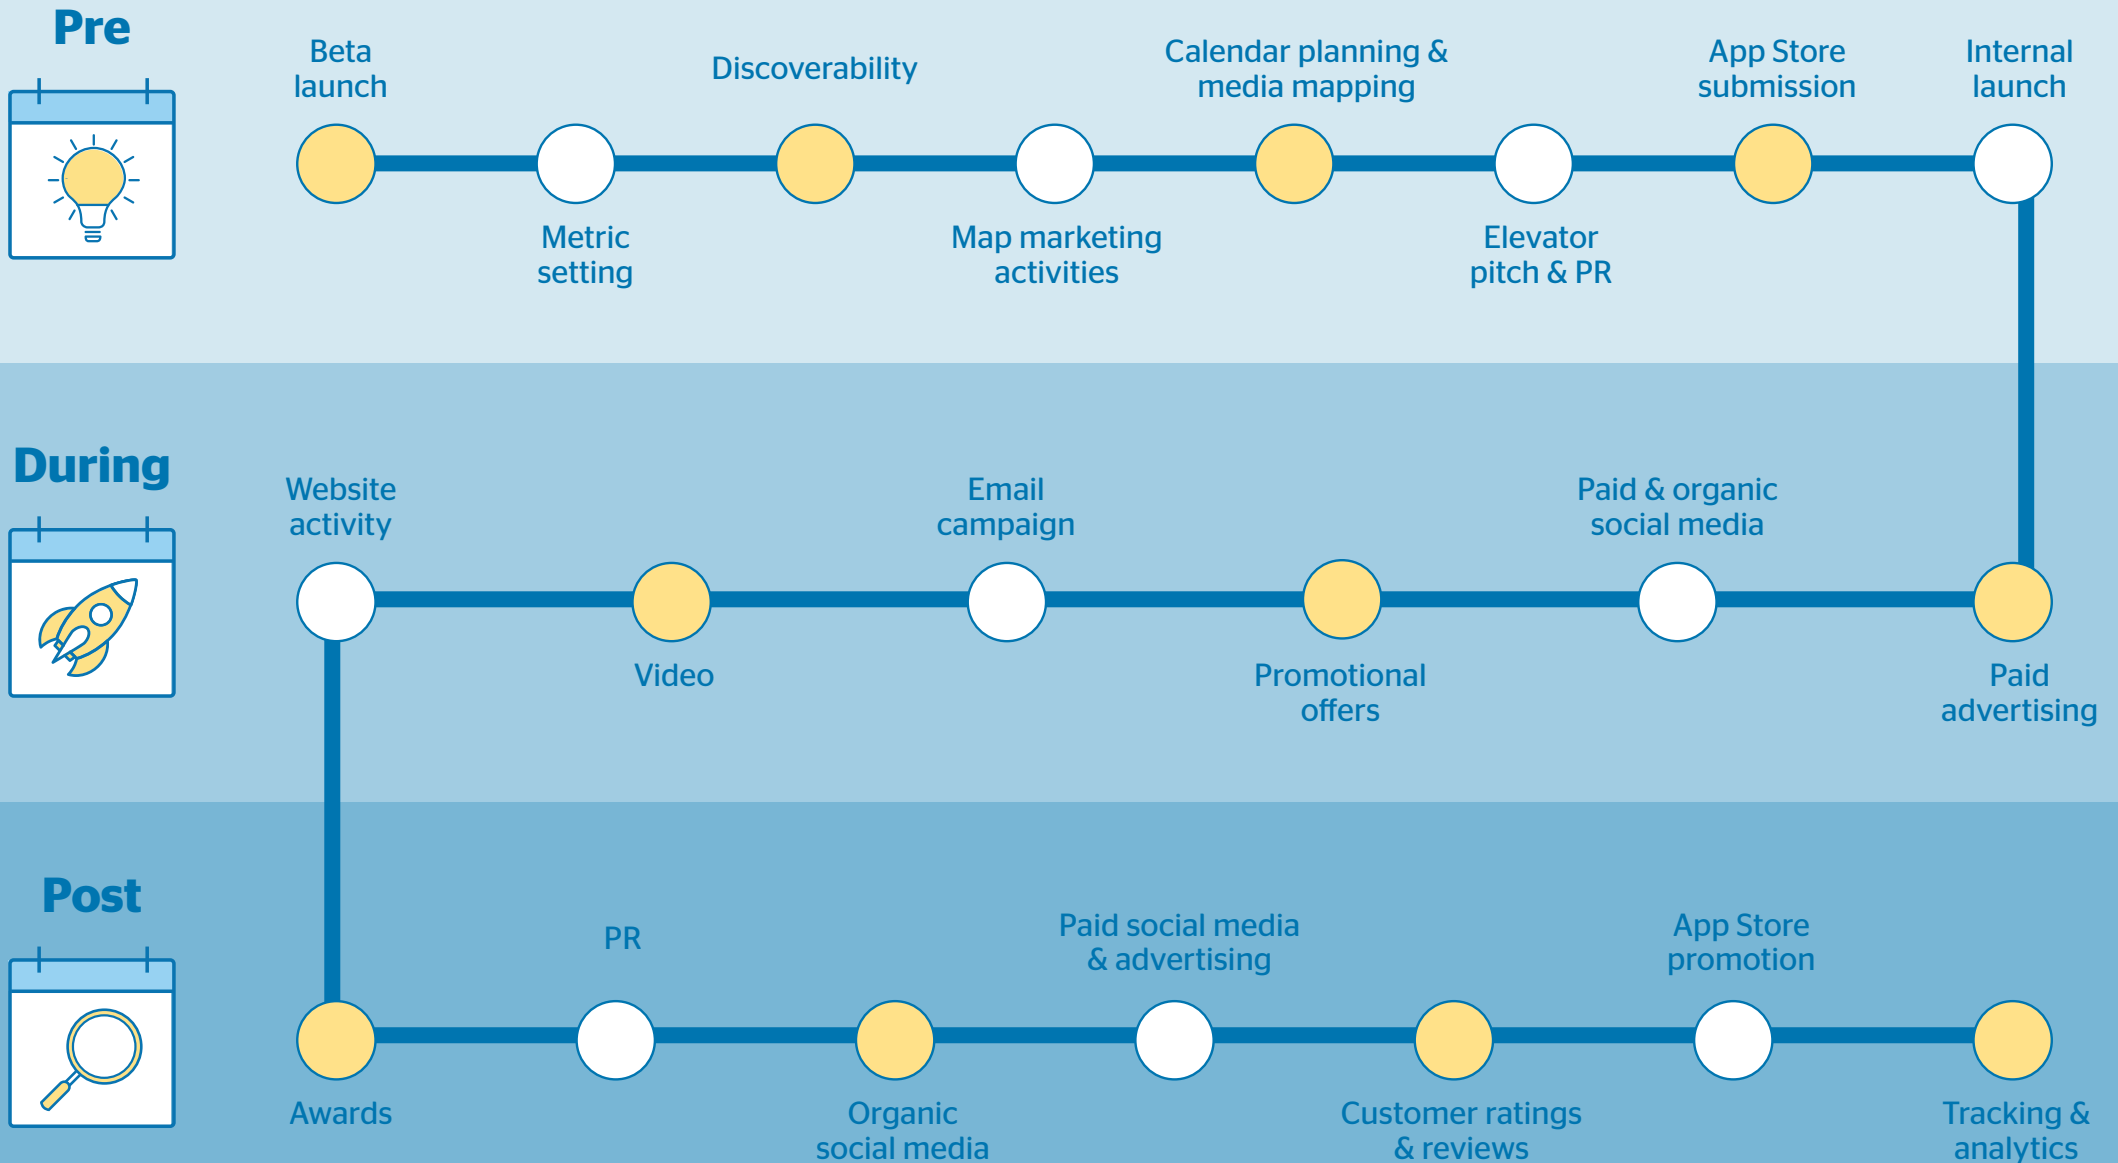 Pre
Beta
launch
Metric
setting
Discoverability
Map marketing
activities
Calendar planning &
media mapping
Elevator
pitch & PR
App Store
submission
Internal
launch
During
Website
activity
Video
Email
campaign
Promotional
offers
Paid & organic
social media
Paid
advertising
Post
Awards
PR
Organic
social media
Paid social media
& advertising
Customer ratings
& reviews
App Store
promotion
Tracking &
analytics